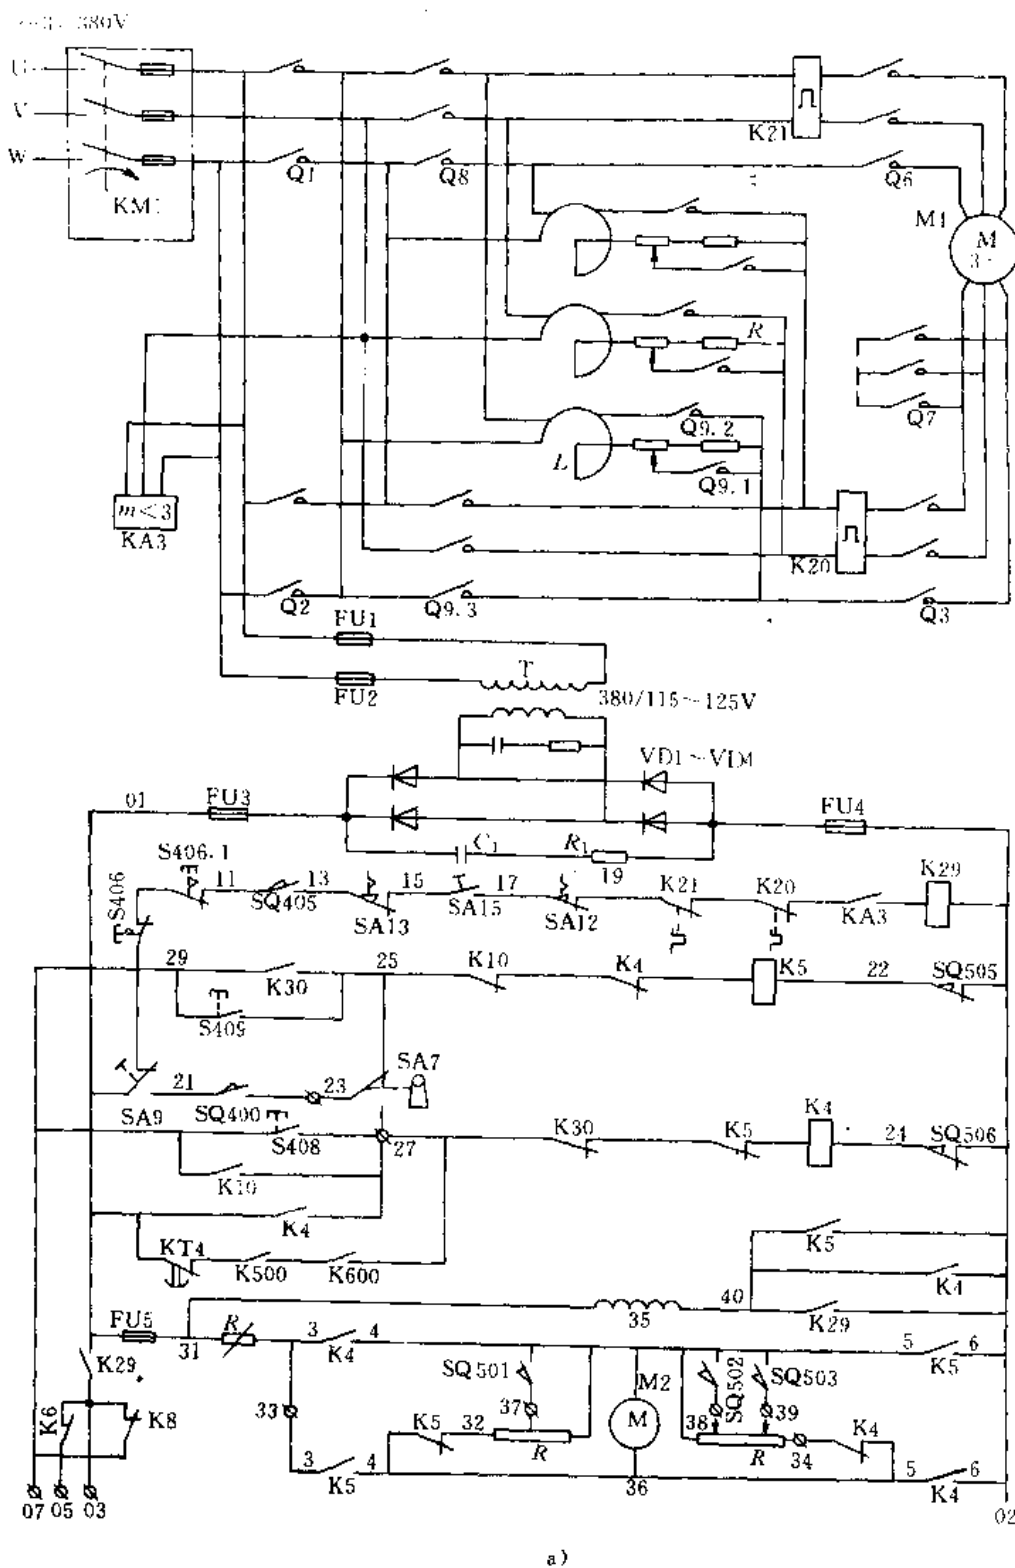 380V
U
V
W
KM1
Q1
Q8
K21
Q6
M1
M
3~
R
Q7
Q9.2
L
Q9.1
m<3
KA3
K20
Q2
Q9.3
Q3
FU1
T
FU2
380/115~125V
VD1~VD4
01
FU3
FU4
C1
R1
S406.1
S406
11
SQ405
13
SA13
15
SA15
17
SA12
19
K21
K20
KA3
K29
29
K30
25
K10
K4
K5
22
SQ505
S409
SA7
21
23
SA9
SQ400
S408
27
K30
K5
K4
24
SQ506
K10
K4
KT4
K500
K600
K5
K4
40
35
K29
FU5
31
R
3
4
K4
5
6
K5
K29
SQ501
M2
SQ502
SQ503
K6
K8
33
K5
32
37
R
M
38
39
R
34
K4
3
4
K5
36
5
6
K4
07
05
03
02
a)